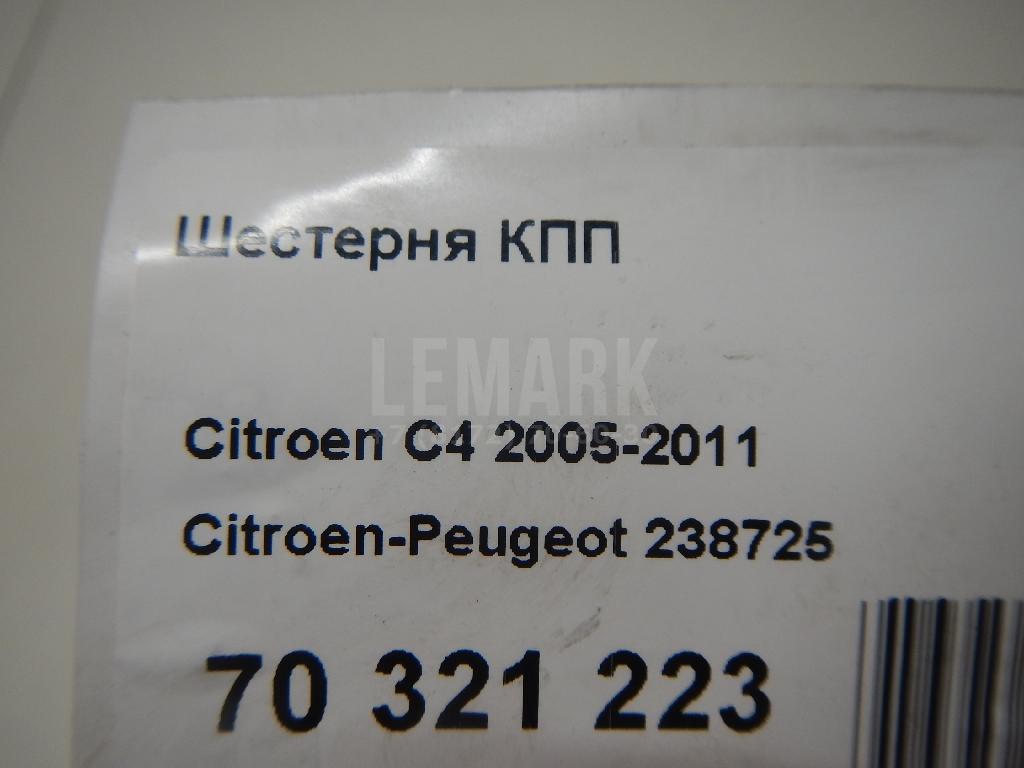 Шестерня КПП
LEMARK
Citroen C4 2005-2011
Citroen-Peugeot 238725
70 321 223